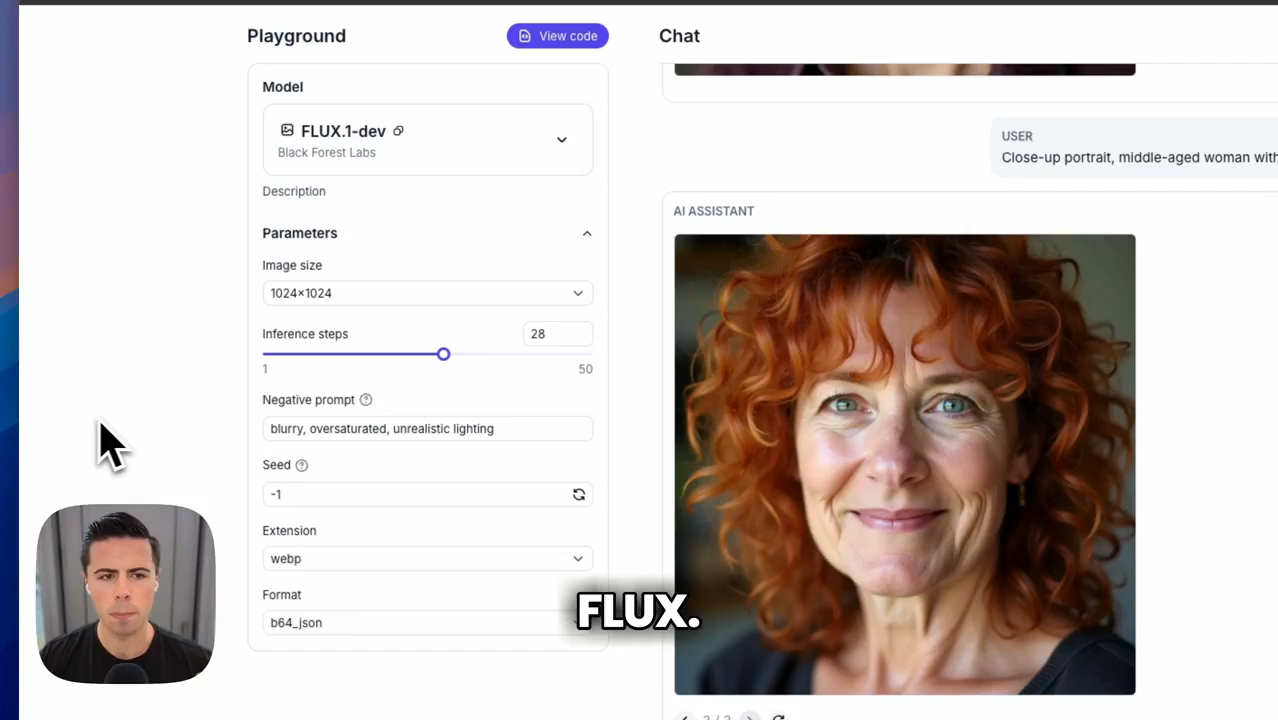 Playground
View code
Model
FLUX.1-dev
Black Forest Labs
Description
Parameters
Image size
1024×1024
Inference steps
28
1
50
Negative prompt
blurry, oversaturated, unrealistic lighting
Seed
-1
Extension
webp
Format
b64_json
Chat
USER
Close-up portrait, middle-aged woman with
AI ASSISTANT
FLUX.